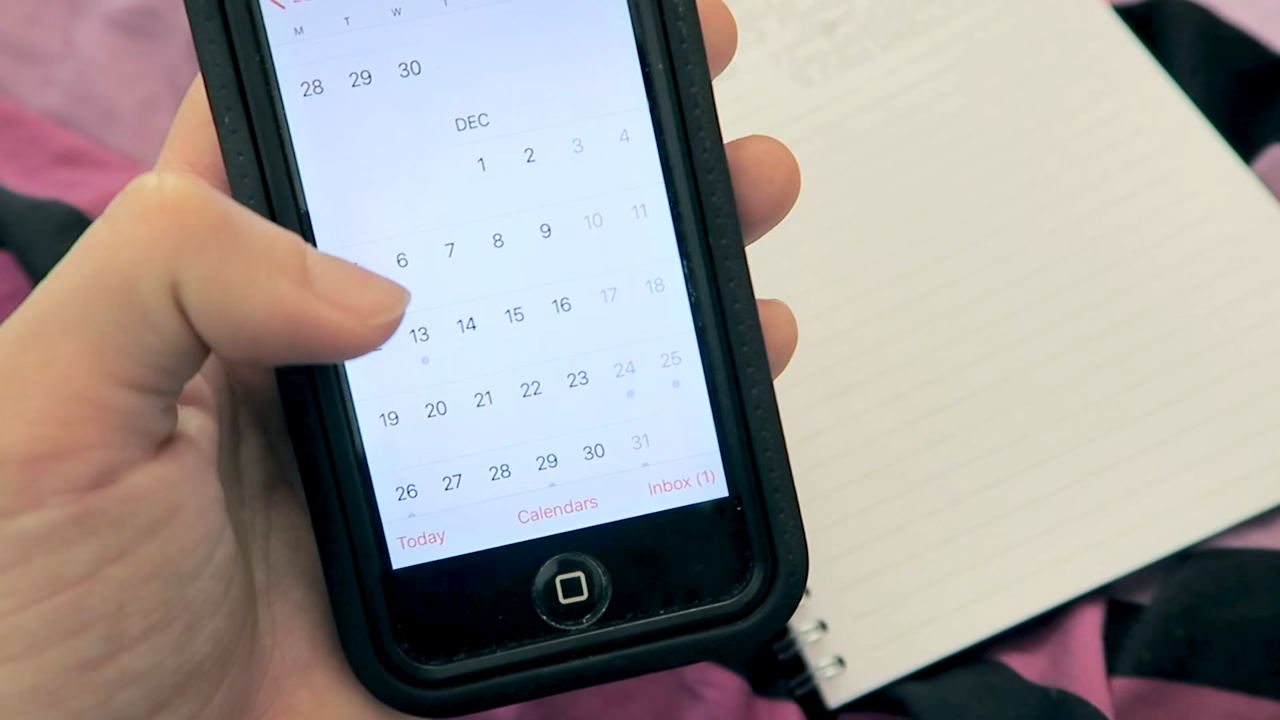 M T W T
28 29 30
DEC
1 2 3 4
6 7 8 9 10 11
13 14 15 16 17 18
19 20 21 22 23 24 25
26 27 28 29 30 31
Today Calendars Inbox (1)